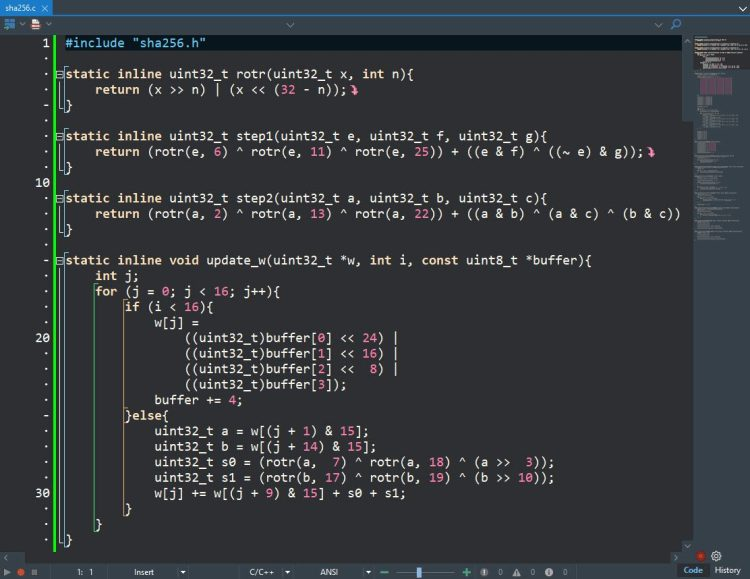 sha256.c
1 #include "sha256.h"
static inline uint32_t rotr(uint32_t x, int n){
    return (x >> n) | (x << (32 - n));
}
static inline uint32_t step1(uint32_t e, uint32_t f, uint32_t g){
    return (rotr(e, 6) ^ rotr(e, 11) ^ rotr(e, 25)) + ((e & f) ^ ((~ e) & g));
}
10
static inline uint32_t step2(uint32_t a, uint32_t b, uint32_t c){
    return (rotr(a, 2) ^ rotr(a, 13) ^ rotr(a, 22)) + ((a & b) ^ (a & c) ^ (b & c))
}
static inline void update_w(uint32_t *w, int i, const uint8_t *buffer){
    int j;
    for (j = 0; j < 16; j++){
        if (i < 16){
            w[j] =
20                ((uint32_t)buffer[0] << 24) |
                ((uint32_t)buffer[1] << 16) |
                ((uint32_t)buffer[2] <<  8) |
                ((uint32_t)buffer[3]);
            buffer += 4;
        }else{
            uint32_t a = w[(j + 1) & 15];
            uint32_t b = w[(j + 14) & 15];
            uint32_t s0 = (rotr(a,  7) ^ rotr(a, 18) ^ (a >>  3));
            uint32_t s1 = (rotr(b, 17) ^ rotr(b, 19) ^ (b >> 10));
30            w[j] += w[(j + 9) & 15] + s0 + s1;
        }
    }
}
1: 1 Insert C/C++ ANSI 0 0 0 Code History